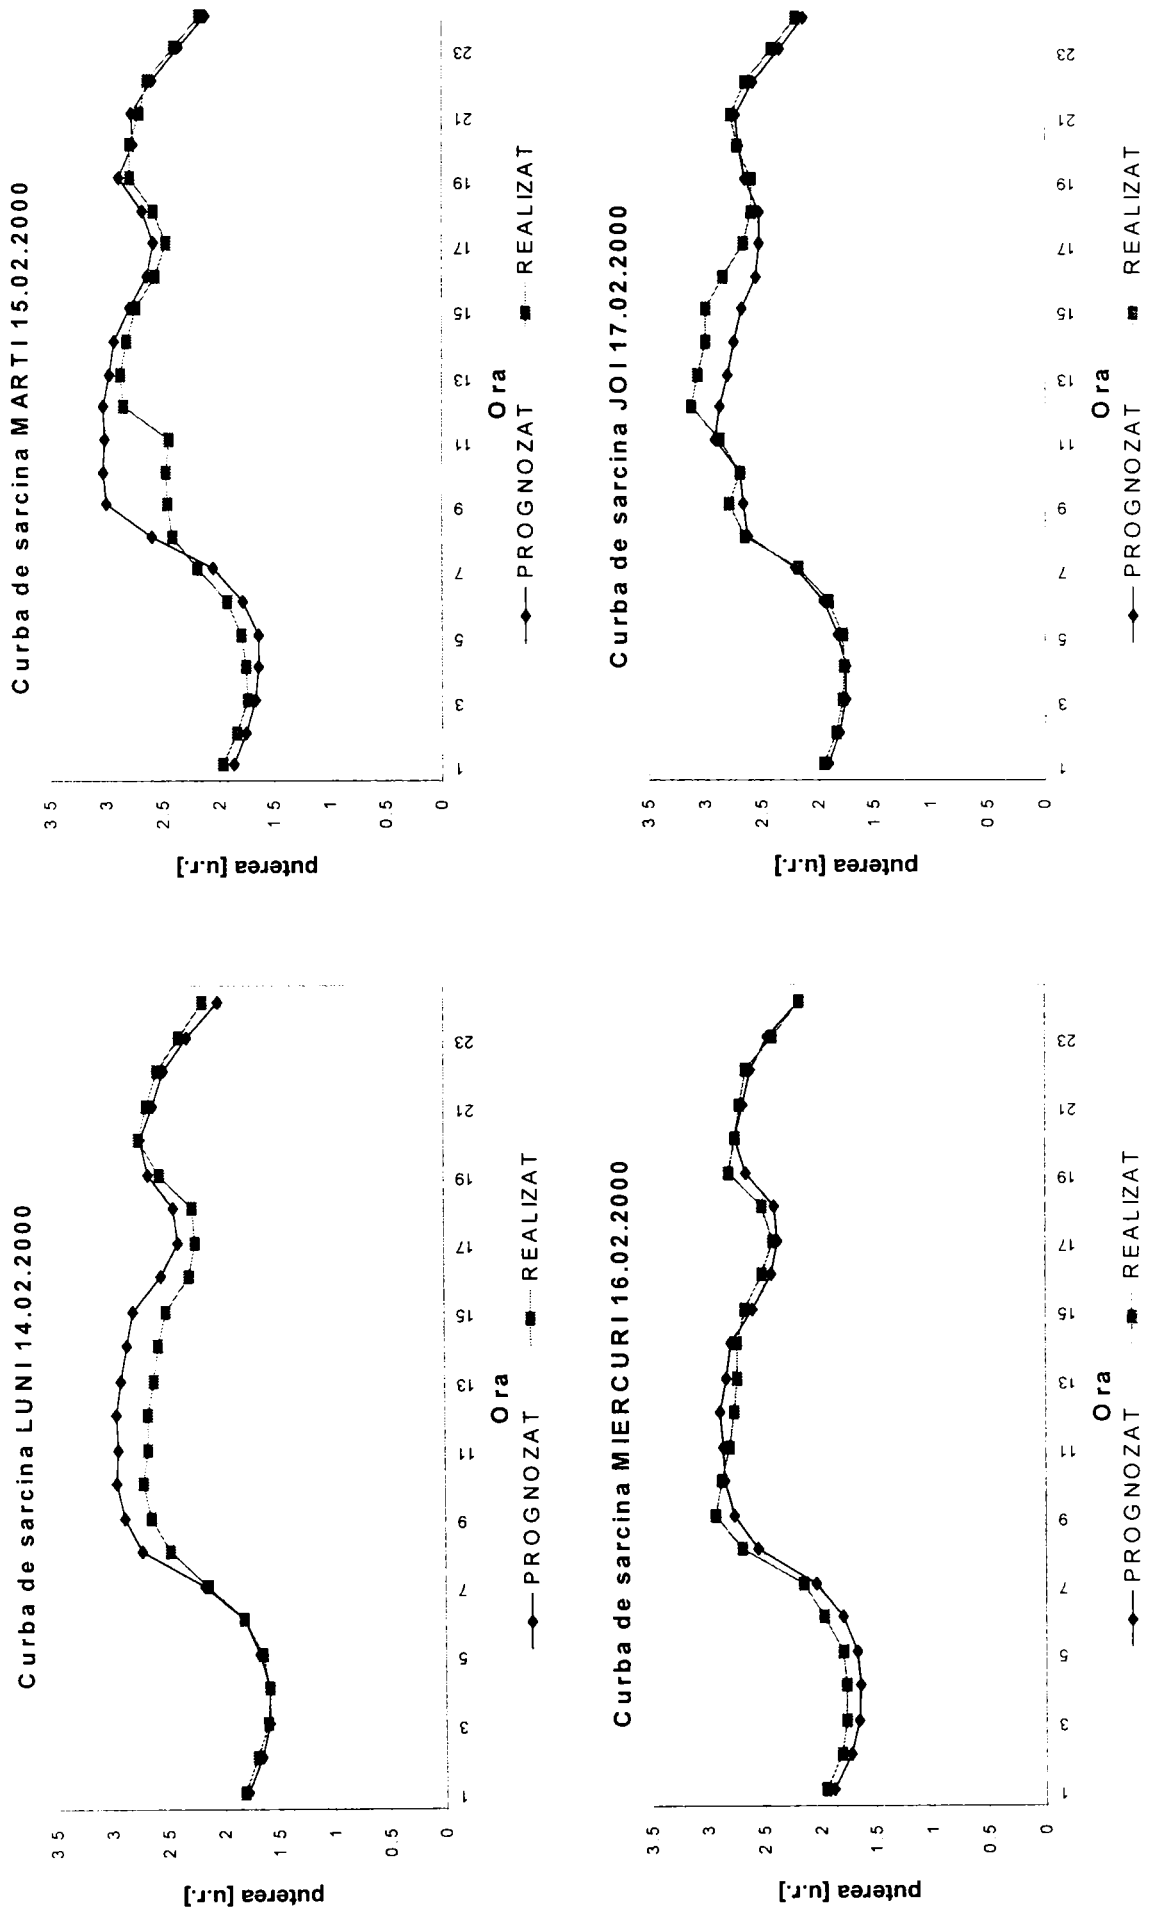 Curba de sarcina LUNI 14.02.2000
puterea [u.r.]
3 5
3
2 5
2
1 5
1
0 5
0
1 3 5 7 9 11 13 15 17 19 21 23
Ora
PROGNOZAT REALIZAT
Curba de sarcina MARTI 15.02.2000
puterea [u.r.]
3 5
3
2 5
2
1 5
1
0 5
0
1 3 5 7 9 11 13 15 17 19 21 23
Ora
PROGNOZAT REALIZAT
Curba de sarcina MIERCURI 16.02.2000
puterea [u.r.]
3 5
3
2 5
2
1 5
1
0 5
0
1 3 5 7 9 11 13 15 17 19 21 23
Ora
PROGNOZAT REALIZAT
Curba de sarcina JOI 17.02.2000
puterea [u.r.]
3 5
3
2 5
2
1 5
1
0 5
0
1 3 5 7 9 11 13 15 17 19 21 23
Ora
PROGNOZAT REALIZAT